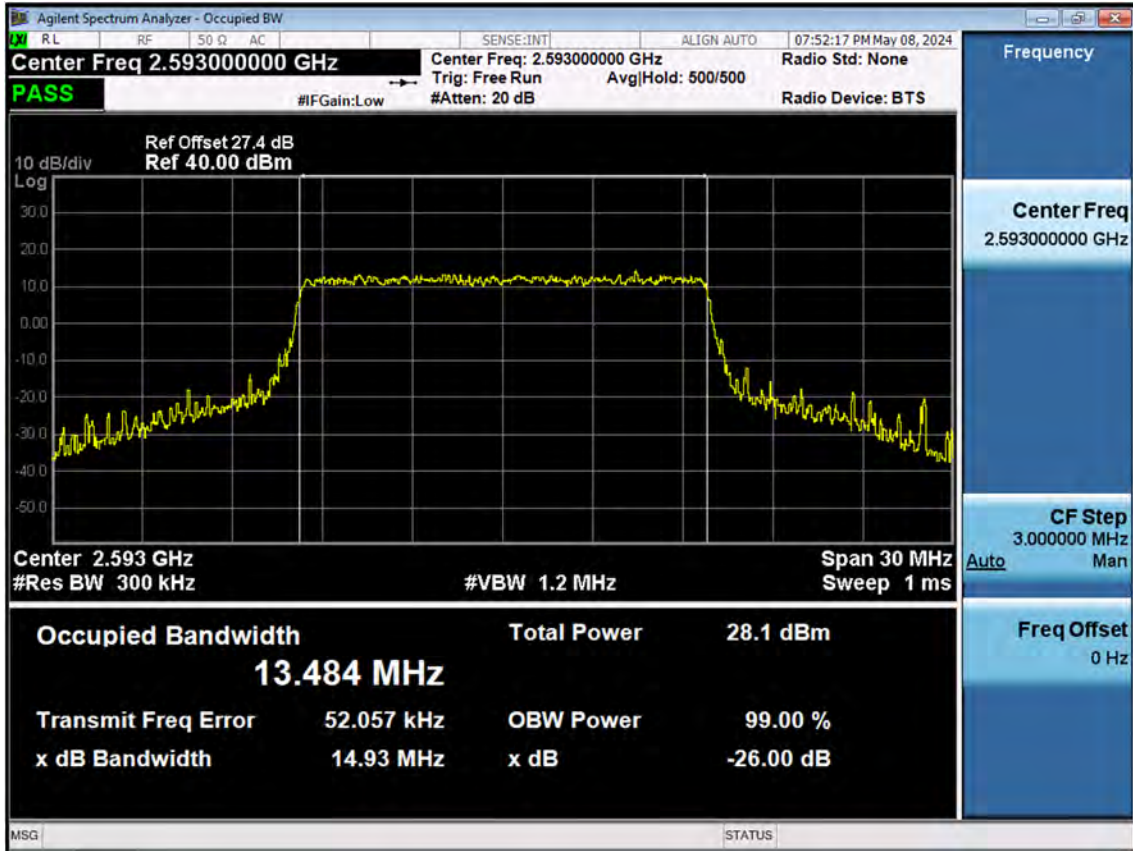 Agilent Spectrum Analyzer - Occupied BW
LXI RL RF 50 Ω AC SENSE:INT ALIGN AUTO 07:52:17 PM May 08, 2024
Center Freq 2.593000000 GHz
Center Freq: 2.593000000 GHz
Radio Std: None
Trig: Free Run Avg|Hold: 500/500
PASS
#IFGain:Low
#Atten: 20 dB
Radio Device: BTS
Ref Offset 27.4 dB
10 dB/div Ref 40.00 dBm
Log
30.0
20.0
10.0
0.00
-10.0
-20.0
-30.0
-40.0
-50.0
Center 2.593 GHz Span 30 MHz
#Res BW 300 kHz #VBW 1.2 MHz Sweep 1 ms
Occupied Bandwidth Total Power 28.1 dBm
13.484 MHz
Transmit Freq Error 52.057 kHz OBW Power 99.00 %
x dB Bandwidth 14.93 MHz x dB -26.00 dB
MSG STATUS
Frequency
Center Freq
2.593000000 GHz
CF Step
3.000000 MHz
Auto Man
Freq Offset
0 Hz